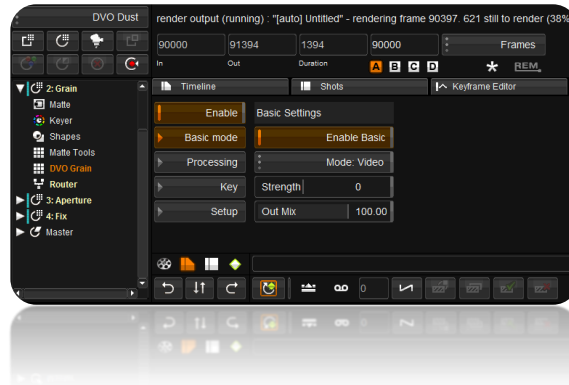 DVO Dust
render output (running) : "[auto] Untitled" - rendering frame 90397. 621 still to render (38%
90000 91394 1394 90000 Frames
In Out Duration A B C D REM
Timeline Shots Keyframe Editor
2: Grain
Matte
Keyer
Shapes
Matte Tools
DVO Grain
Router
3: Aperture
4: Fix
Master
Enable Basic Settings
Basic mode Enable Basic
Processing Mode: Video
Key Strength 0
Setup Out Mix 100.00
0